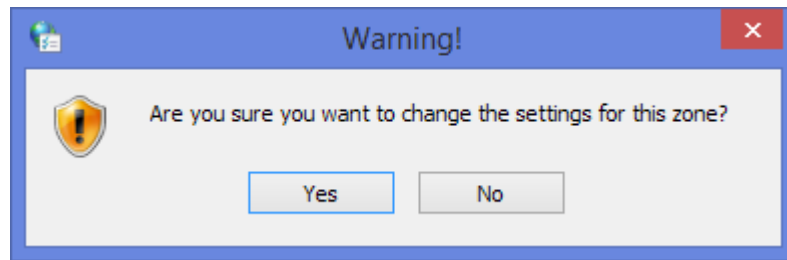 Warning!
Are you sure you want to change the settings for this zone?
Yes
No